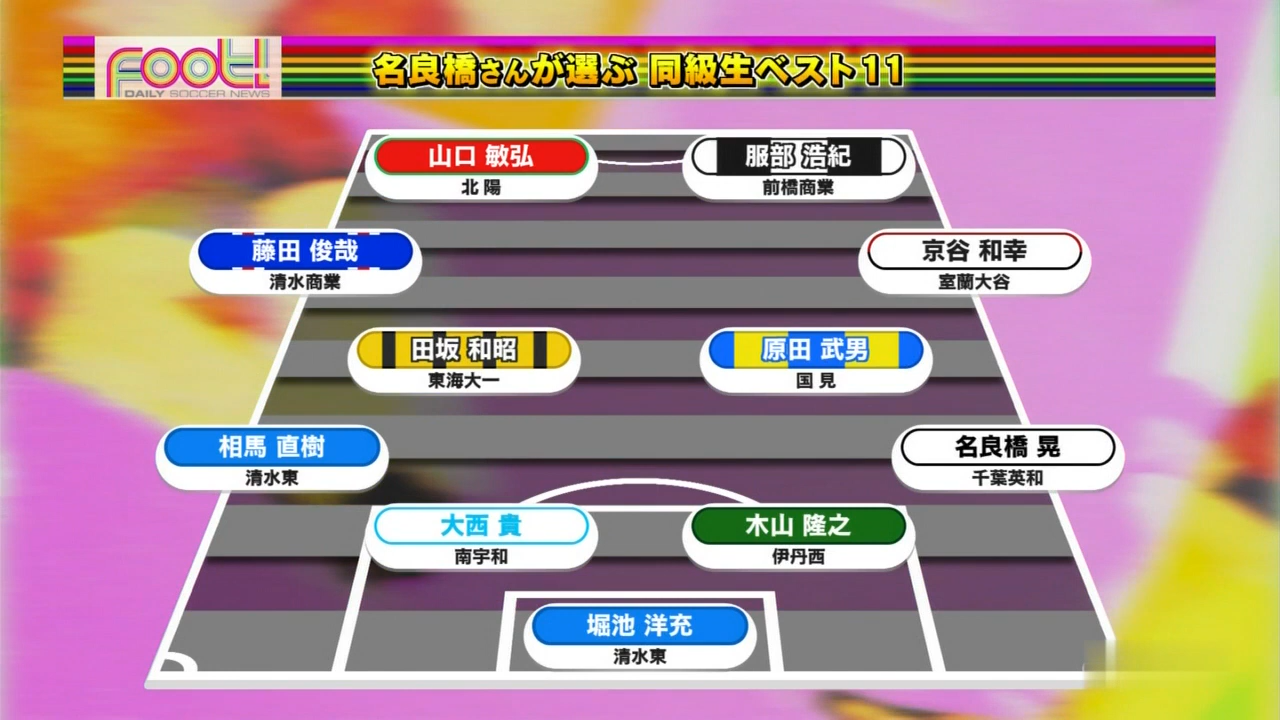 Foot!
DAILY SOCCER NEWS
名良橋さんが選ぶ 同級生ベスト11
山口 敏弘
北陽
服部 浩紀
前橋商業
藤田 俊哉
清水商業
京谷 和幸
室蘭大谷
田坂 和昭
東海大一
原田 武男
国見
相馬 直樹
清水東
名良橋 晃
千葉英和
大西 貴
南宇和
木山 隆之
伊丹西
堀池 洋充
清水東